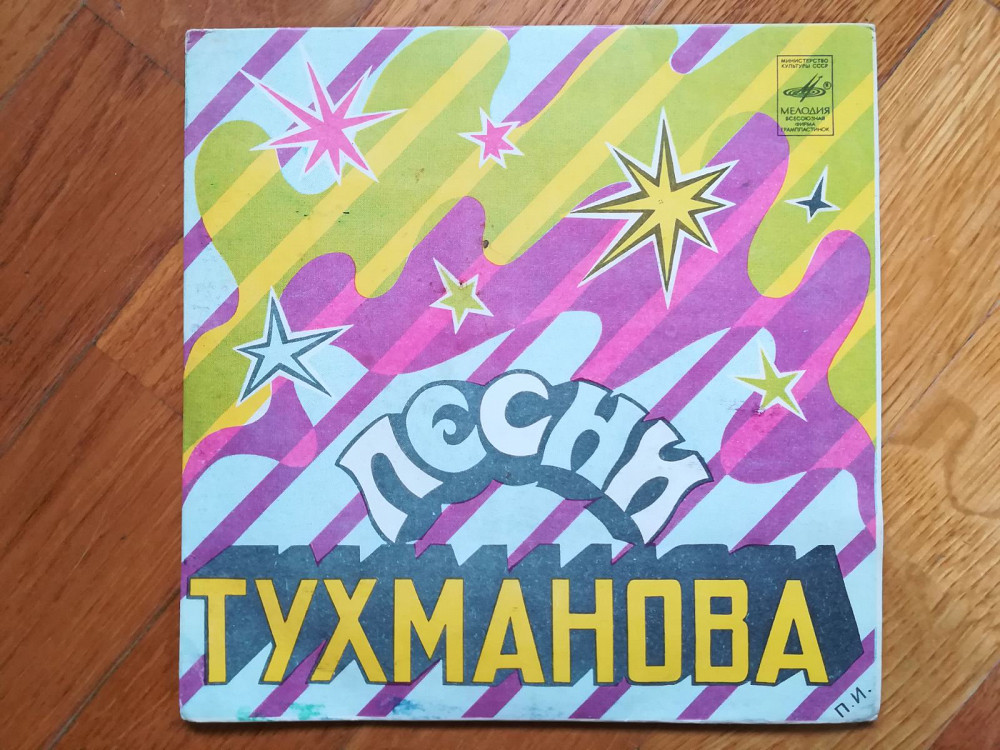 МИНИСТЕРСТВО
КУЛЬТУРЫ СССР
МЕЛОДИЯ
ВСЕСОЮЗНАЯ
ФИРМА
ГРАМПЛАСТИНОК
ПЕСНИ
ТУХМАНОВА
П.И.